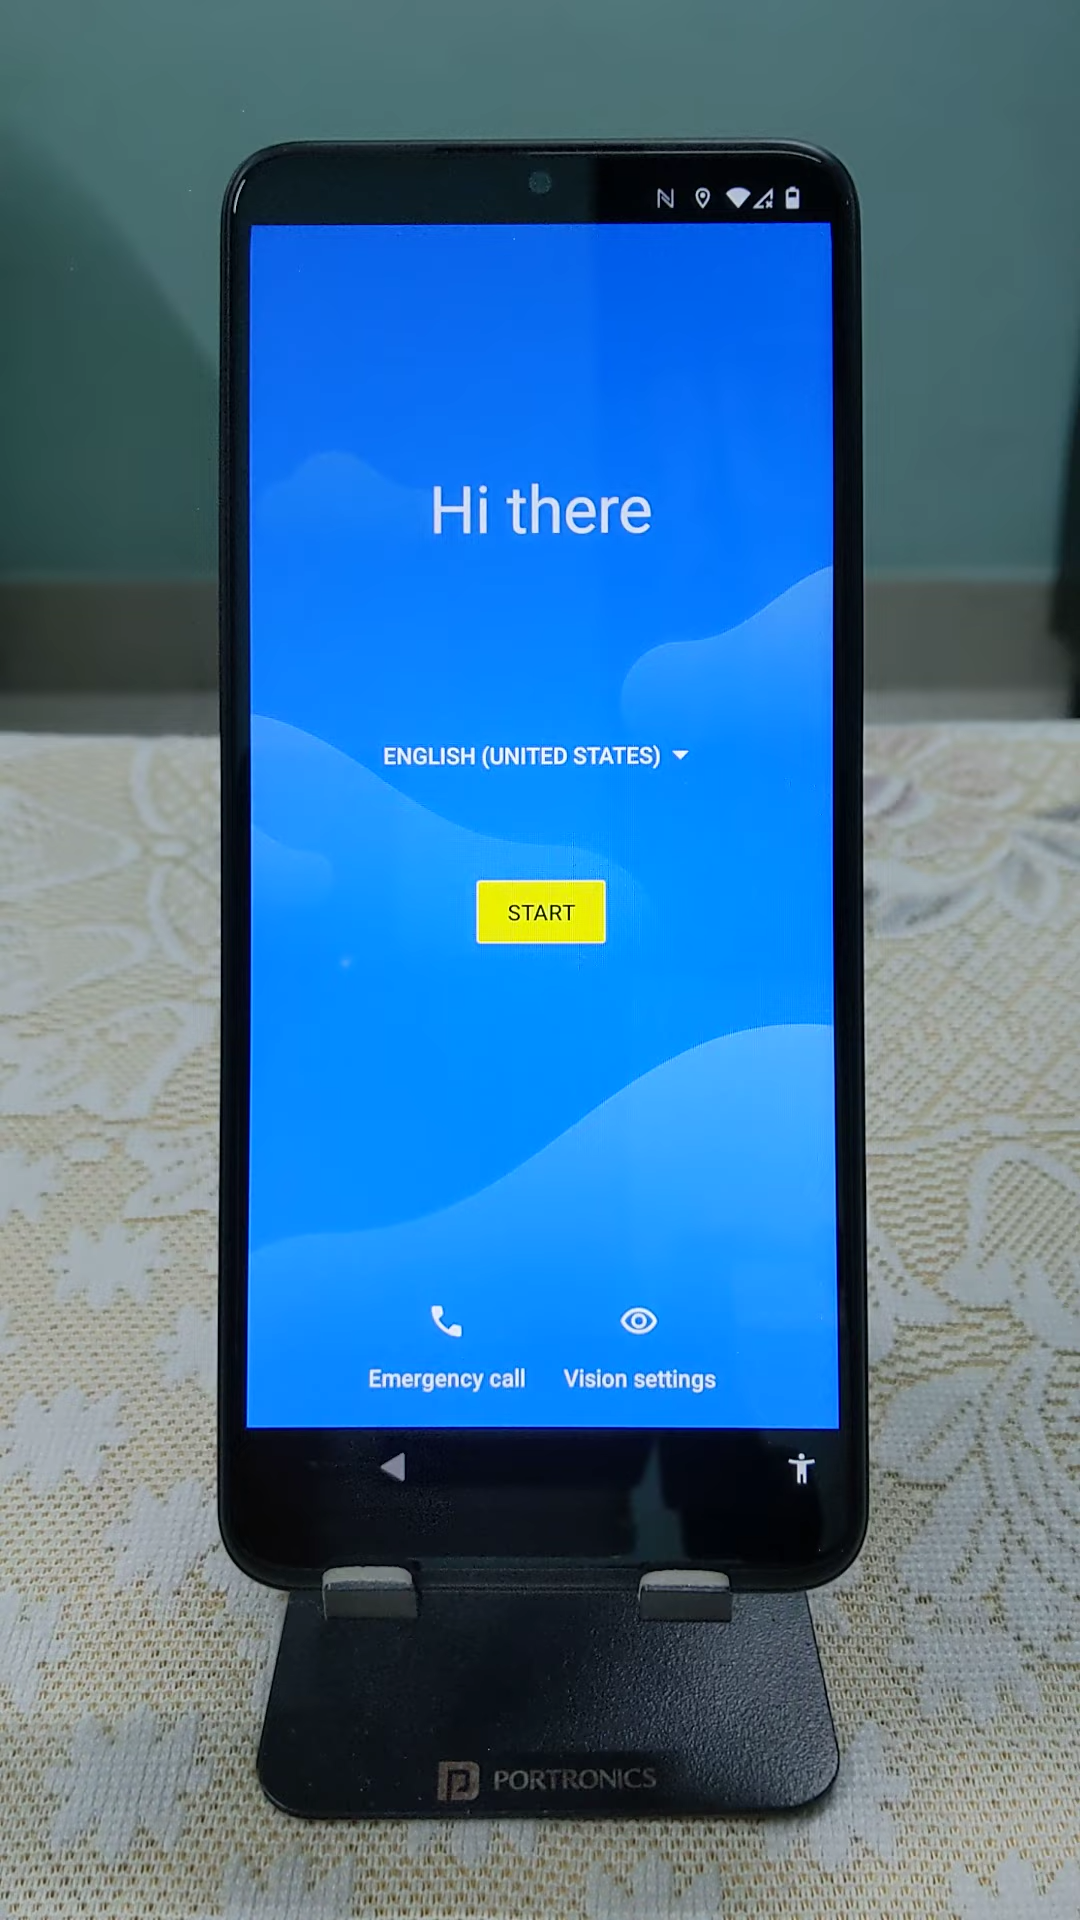 Hi there
ENGLISH (UNITED STATES)
START
Emergency call
Vision settings
PORTRONICS